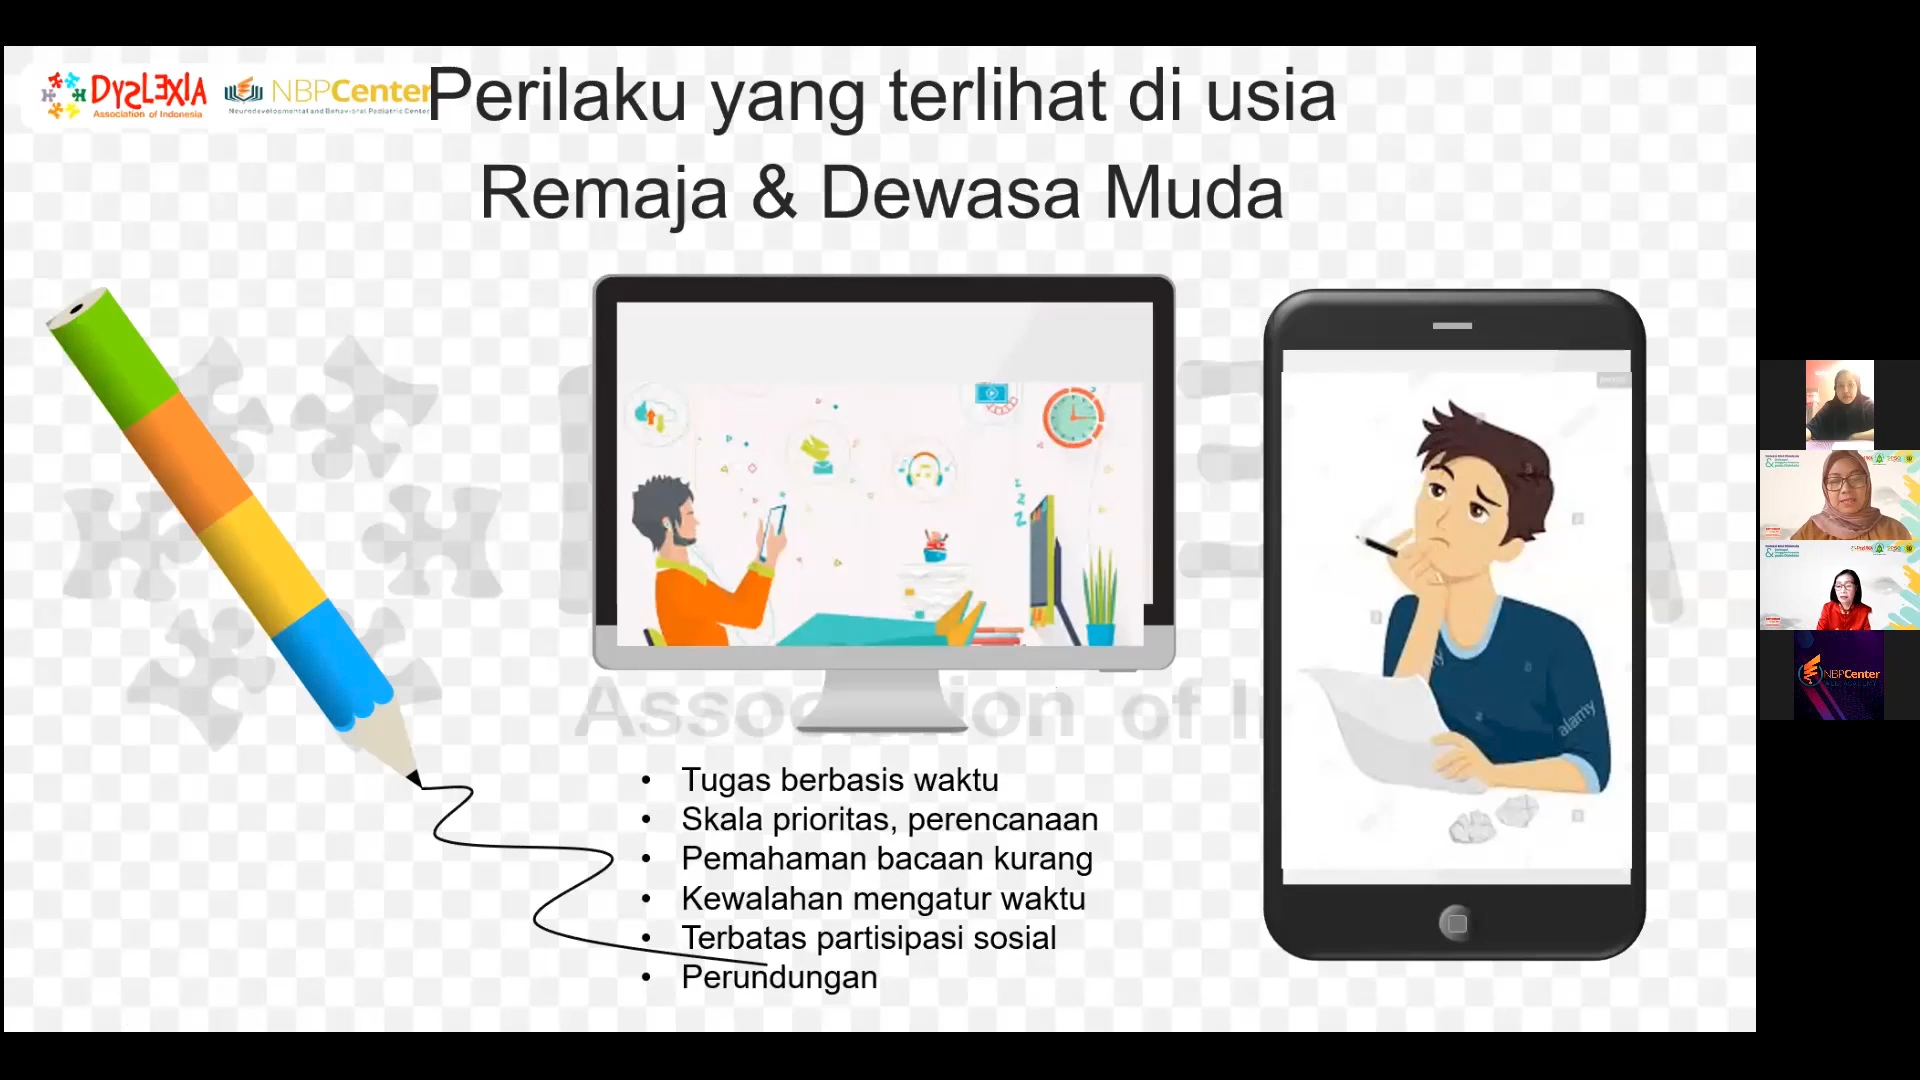 DYSLEXIA
Association of Indonesia
NBPCenter
Neurodevelopmental and Behavioral Pediatric Center
Perilaku yang terlihat di usia
Remaja & Dewasa Muda
Association of I
z
z
z
alamy
• Tugas berbasis waktu
• Skala prioritas, perencanaan
• Pemahaman bacaan kurang
• Kewalahan mengatur waktu
• Terbatas partisipasi sosial
• Perundungan
NBPCenter